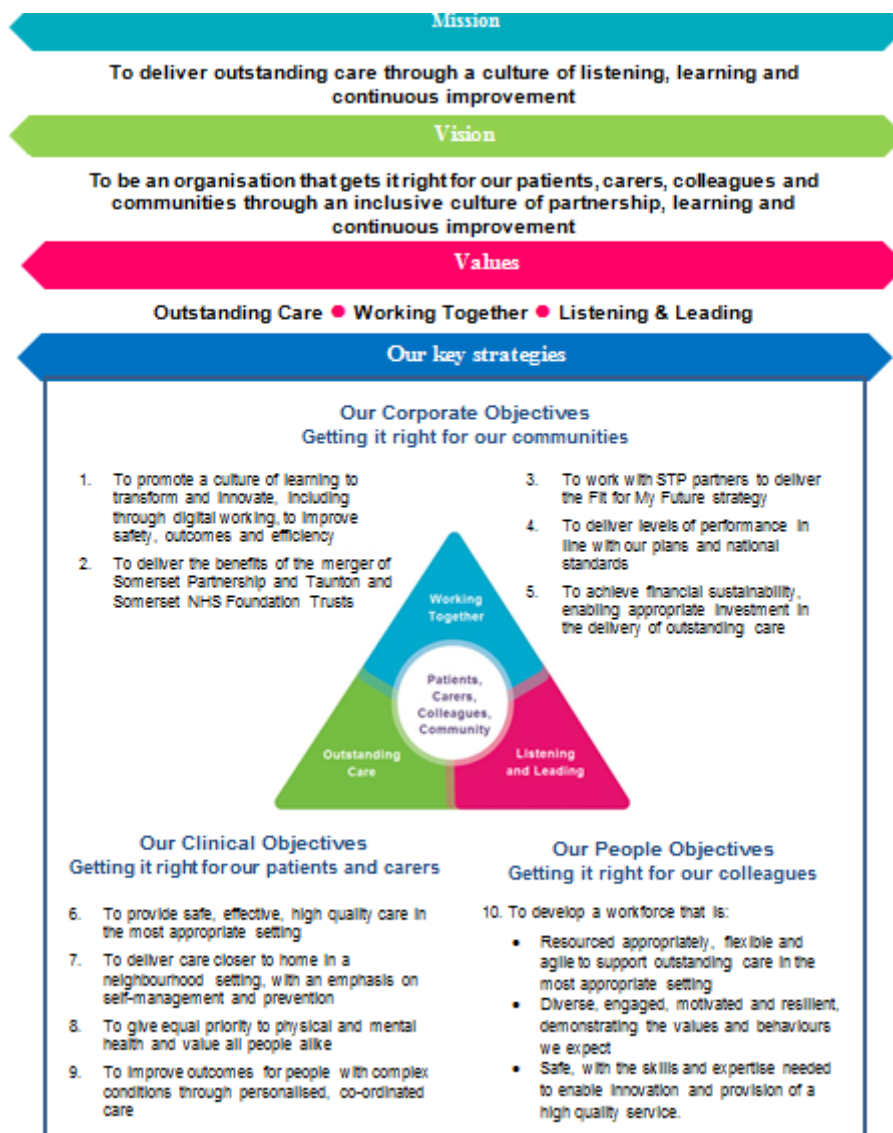 Mission
To deliver outstanding care through a culture of listening, learning and
continuous improvement
Vision
To be an organisation that gets it right for our patients, carers, colleagues and
communities through an inclusive culture of partnership, learning and
continuous improvement
Values
Outstanding Care ● Working Together ● Listening & Leading
Our key strategies
Our Corporate Objectives
Getting it right for our communities
1. To promote a culture of learning to
transform and innovate, including
through digital working, to improve
safety, outcomes and efficiency
2. To deliver the benefits of the merger of
Somerset Partnership and Taunton and
Somerset NHS Foundation Trusts
3. To work with STP partners to deliver
the Fit for My Future strategy
4. To deliver levels of performance in
line with our plans and national
standards
5. To achieve financial sustainability,
enabling appropriate investment in
the delivery of outstanding care
Working
Together
Patients,
Carers,
Colleagues,
Community
Outstanding
Care
Listening
and Leading
Our Clinical Objectives
Getting it right for our patients and carers
6. To provide safe, effective, high quality care in
the most appropriate setting
7. To deliver care closer to home in a
neighbourhood setting, with an emphasis on
self-management and prevention
8. To give equal priority to physical and mental
health and value all people alike
9. To improve outcomes for people with complex
conditions through personalised, co-ordinated
care
Our People Objectives
Getting it right for our colleagues
10. To develop a workforce that is:
• Resourced appropriately, flexible and
agile to support outstanding care in the
most appropriate setting
• Diverse, engaged, motivated and resilient,
demonstrating the values and behaviours
we expect
• Safe, with the skills and expertise needed
to enable innovation and provision of a
high quality service.